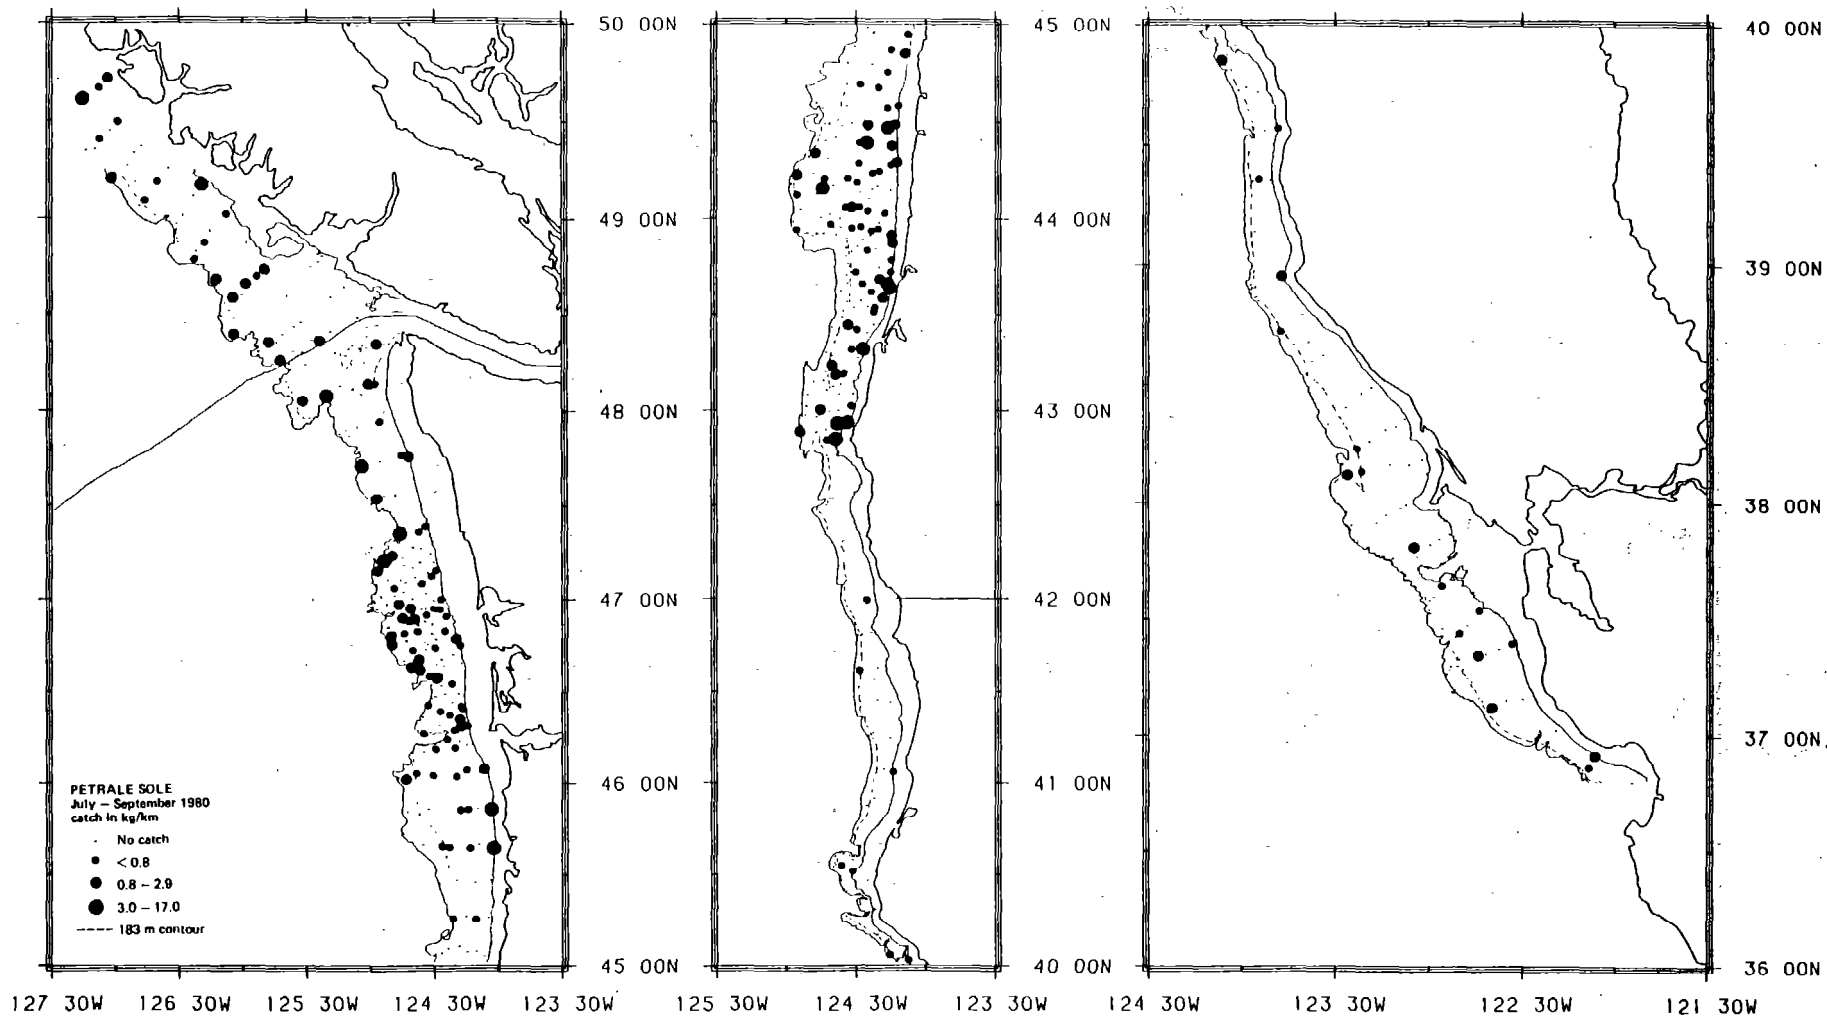 50 00N
49 00N
48 00N
47 00N
46 00N
45 00N
PETRALE SOLE
July – September 1980
catch in kg/km
No catch
< 0.8
0.8 – 2.9
3.0 – 17.0
183 m contour
127 30W 126 30W 125 30W 124 30W 123 30W
45 00N
44 00N
43 00N
42 00N
41 00N
40 00N
125 30W 124 30W 123 30W
40 00N
39 00N
38 00N
37 00N
36 00N
124 30W 123 30W 122 30W 121 30W